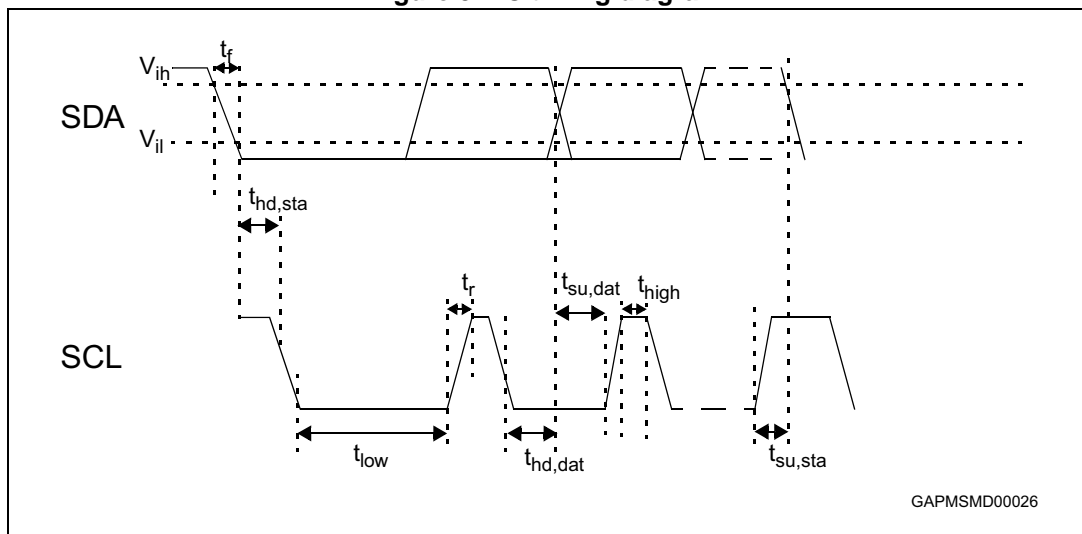 V_ih
t_f
SDA
V_il
t_hd,sta
t_r
t_su,dat
t_high
SCL
t_low
t_hd,dat
t_su,sta
GAPMSMD00026